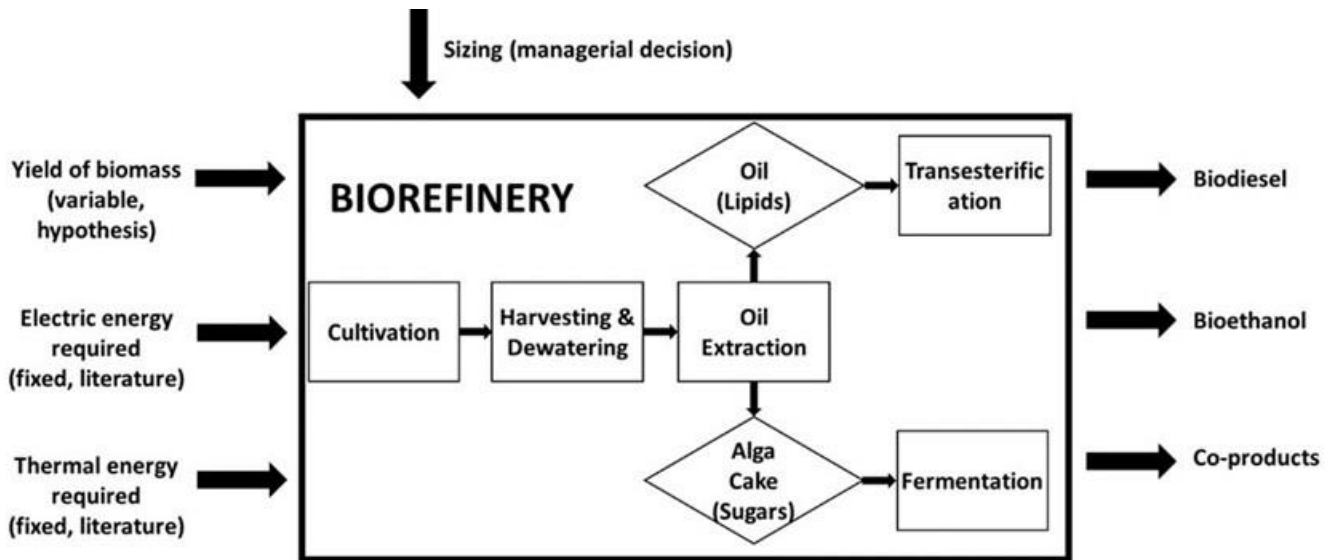 Sizing (managerial decision)
Yield of biomass
(variable,
hypothesis)
Electric energy
required
(fixed, literature)
Thermal energy
required
(fixed, literature)
BIOREFINERY
Cultivation
Harvesting &
Dewatering
Oil
Extraction
Oil
(Lipids)
Transesterific
ation
Alga
Cake
(Sugars)
Fermentation
Biodiesel
Bioethanol
Co-products